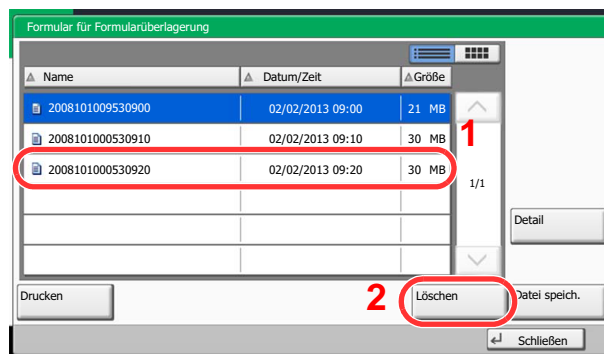 Formular für Formularüberlagerung
Name Datum/Zeit Größe
2008101009530900 02/02/2013 09:00 21 MB
2008101000530910 02/02/2013 09:10 30 MB
1
2008101000530920 02/02/2013 09:20 30 MB
1/1
Detail
Drucken 2 Löschen Datei speich.
Schließen